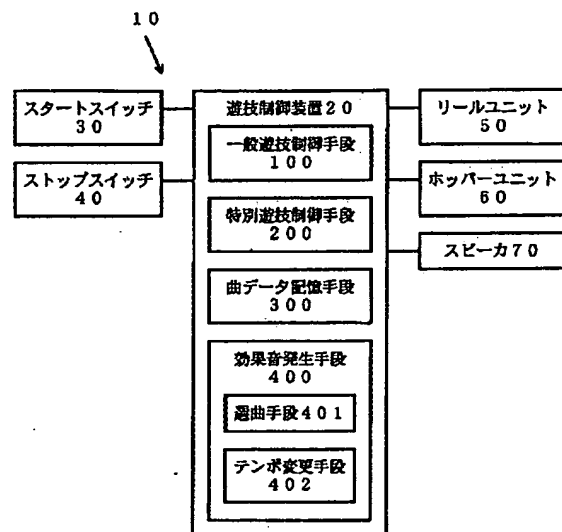 １０
スタートスイッチ
３０
ストップスイッチ
４０
遊技制御装置２０
一般遊技制御手段
１００
特別遊技制御手段
２００
曲データ記憶手段
３００
効果音発生手段
４００
選曲手段４０１
テンポ変更手段
４０２
リールユニット
５０
ホッパーユニット
６０
スピーカ７０